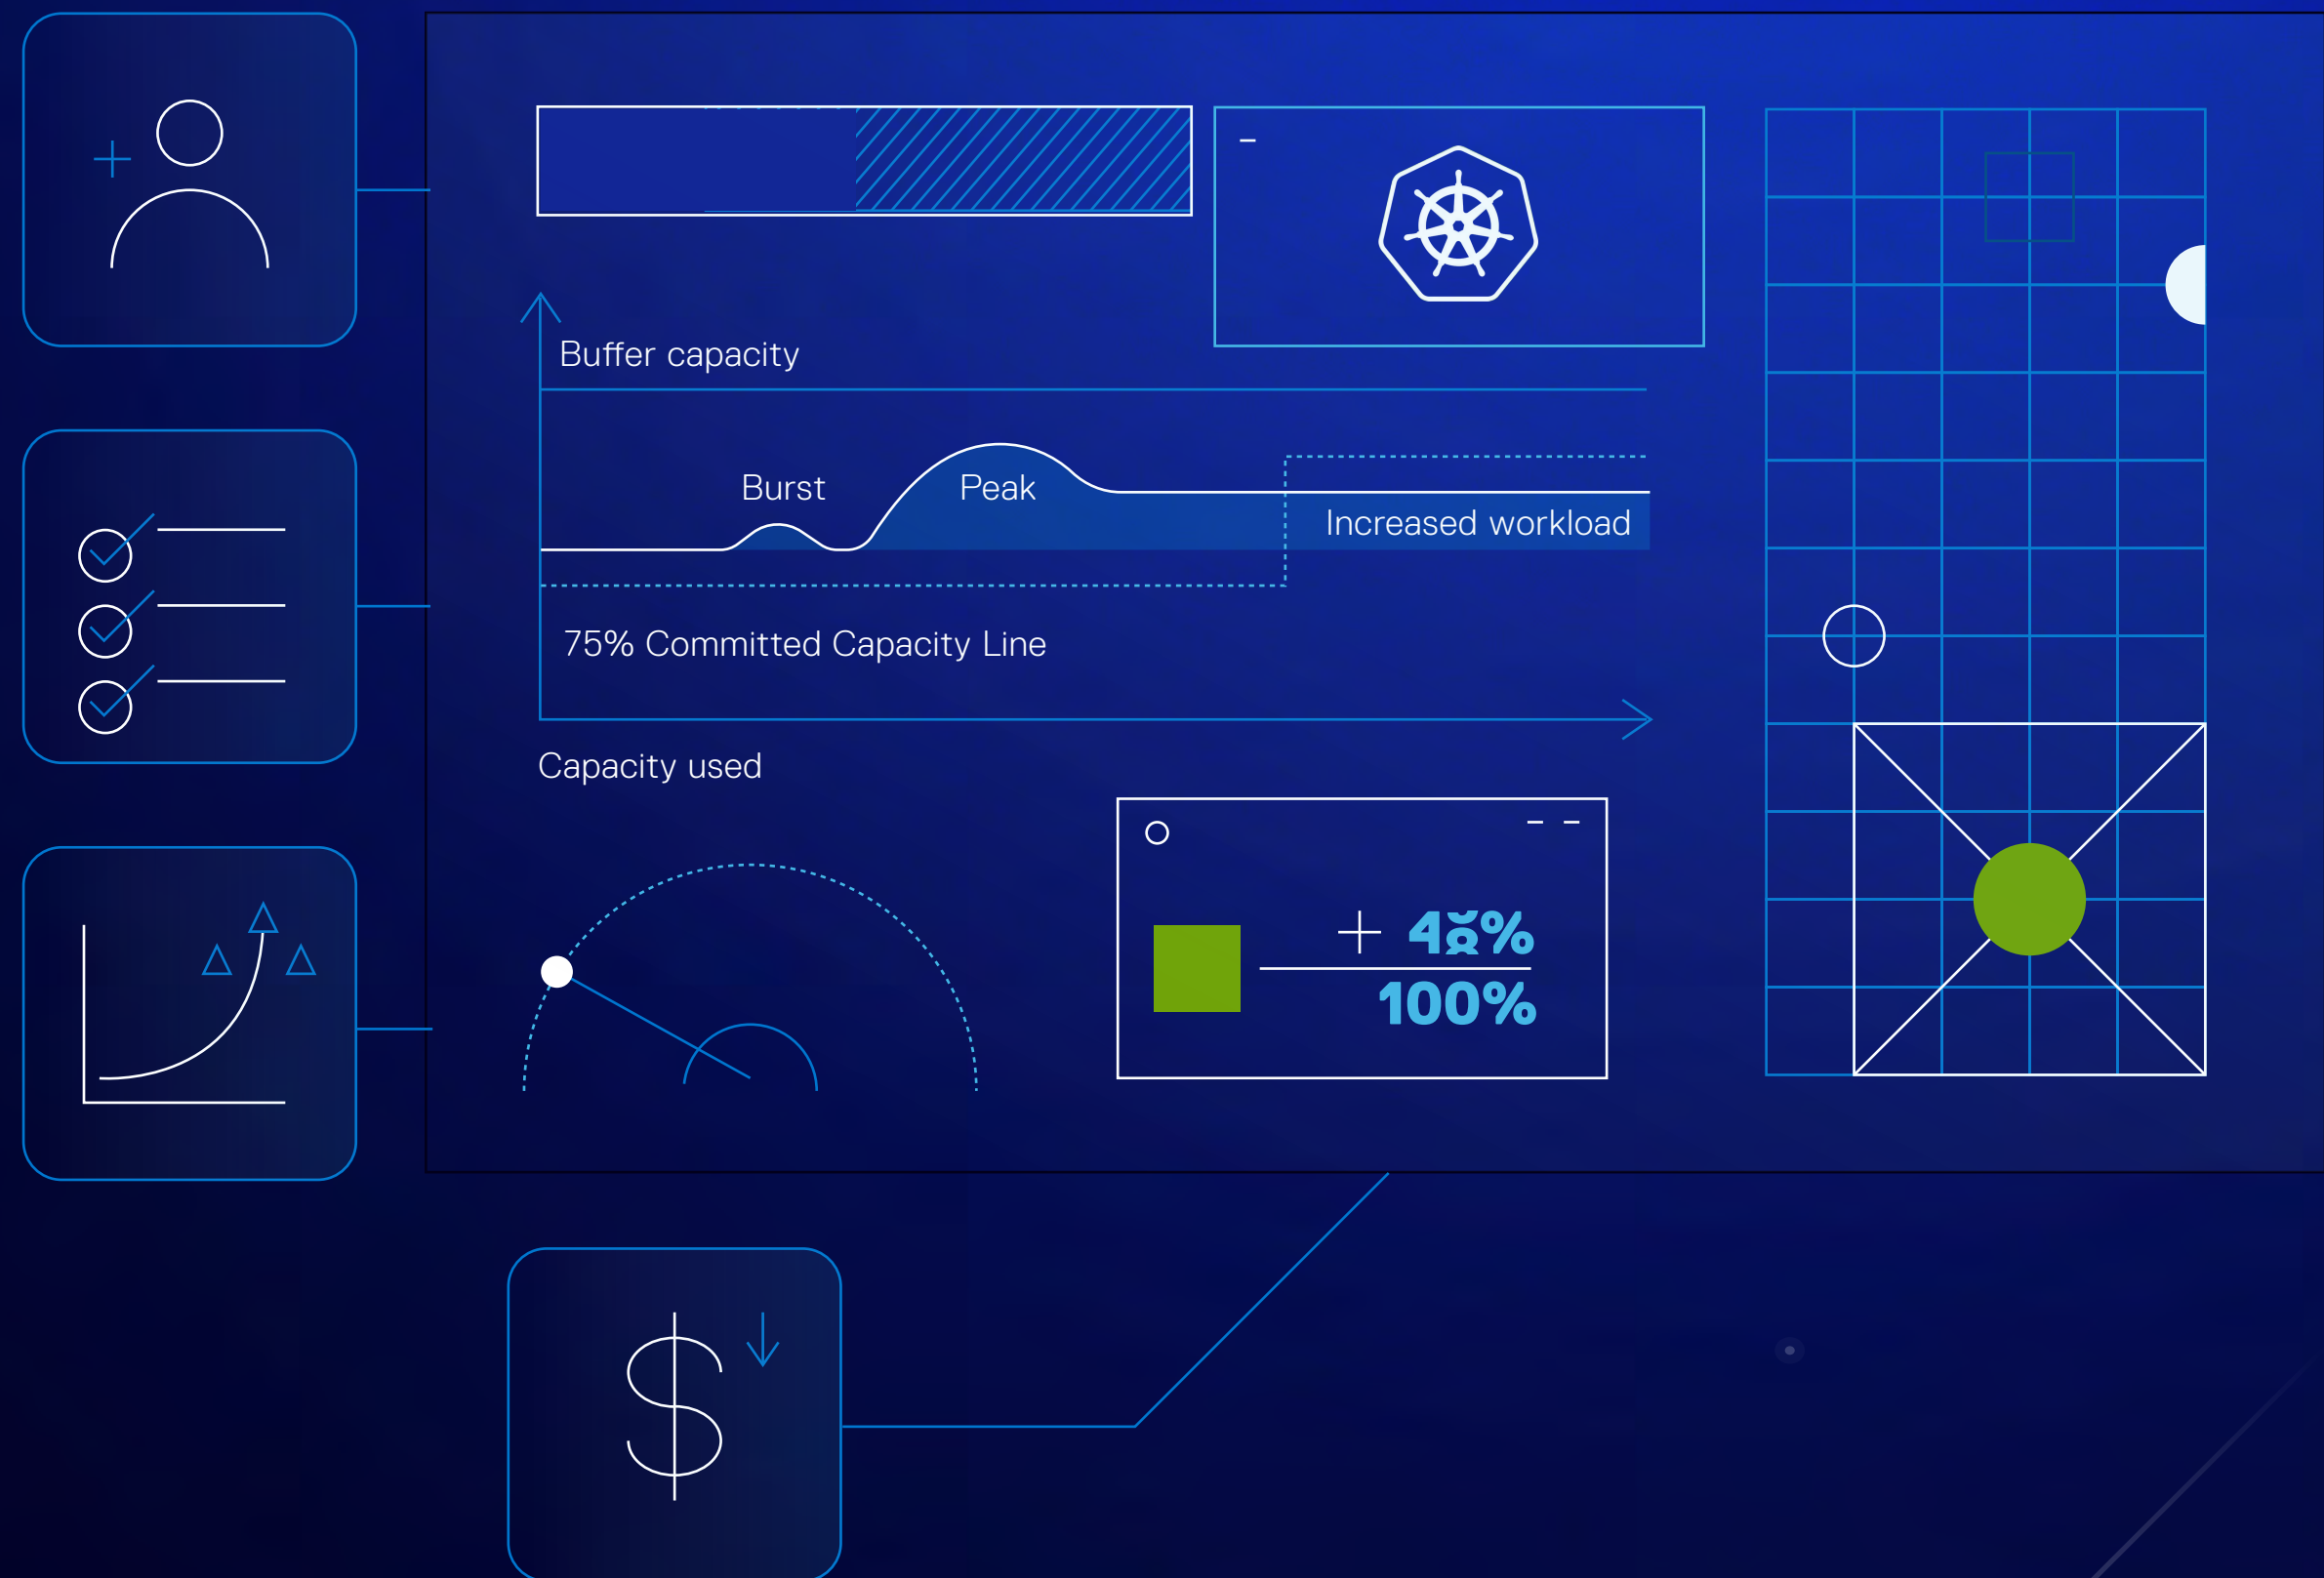 Buffer capacity
Burst
Peak
Increased workload
75% Committed Capacity Line
Capacity used
100%